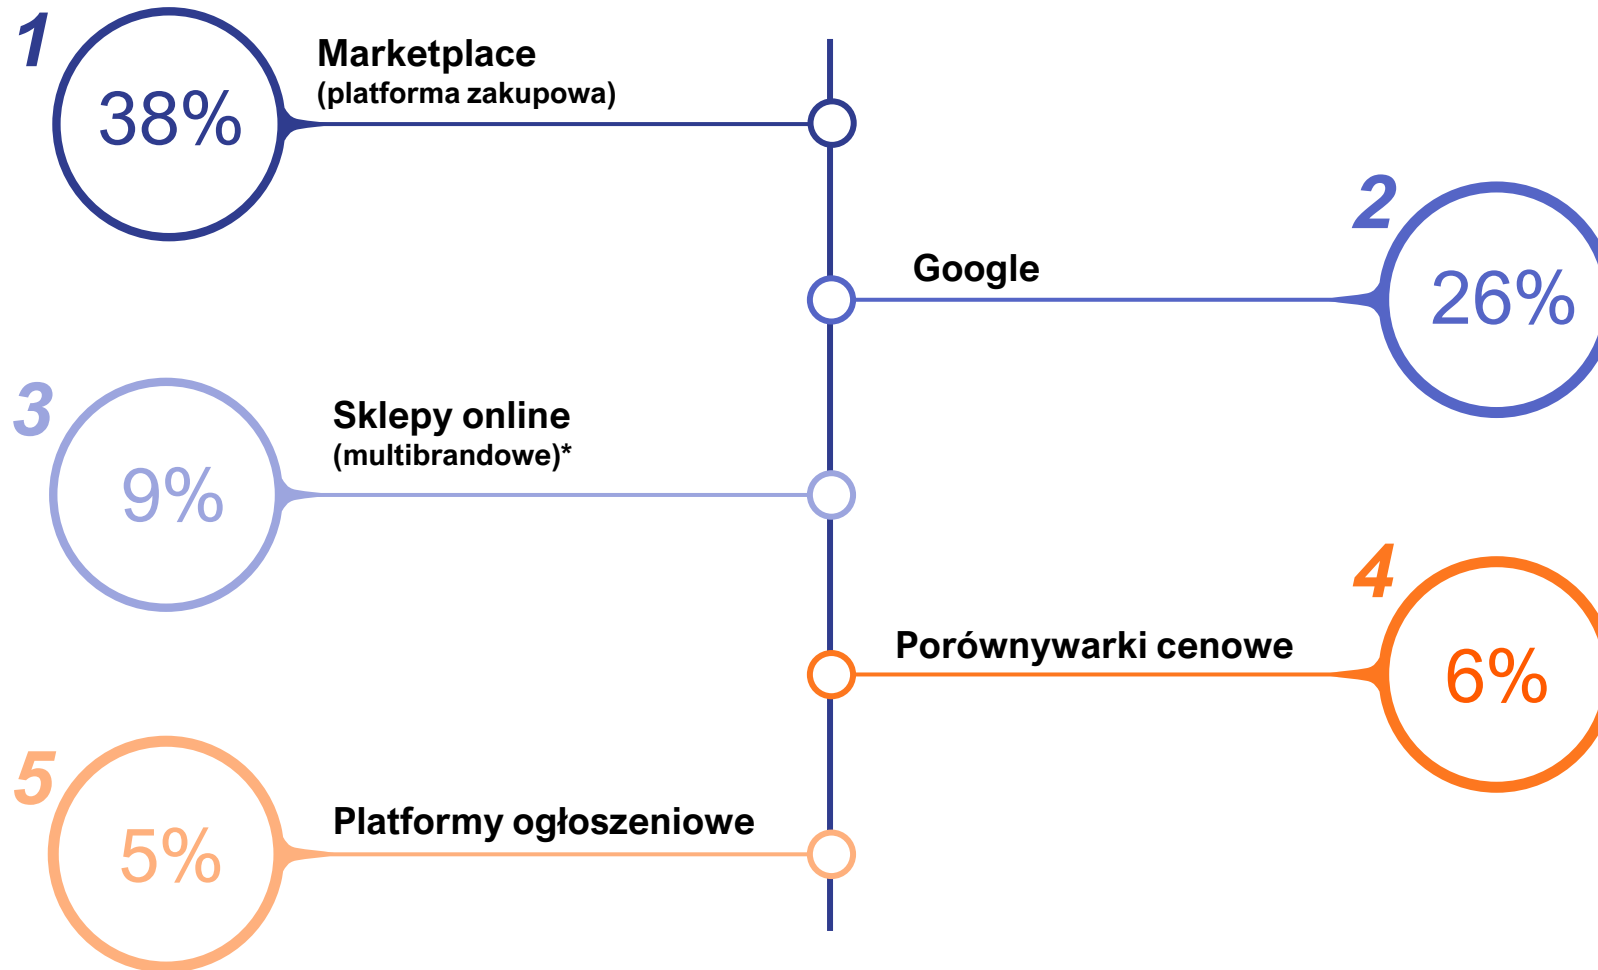 1
38%
Marketplace
(platforma zakupowa)
2
Google
26%
3
9%
Sklepy online
(multibrandowe)*
4
Porównywarki cenowe
6%
5
5%
Platformy ogłoszeniowe